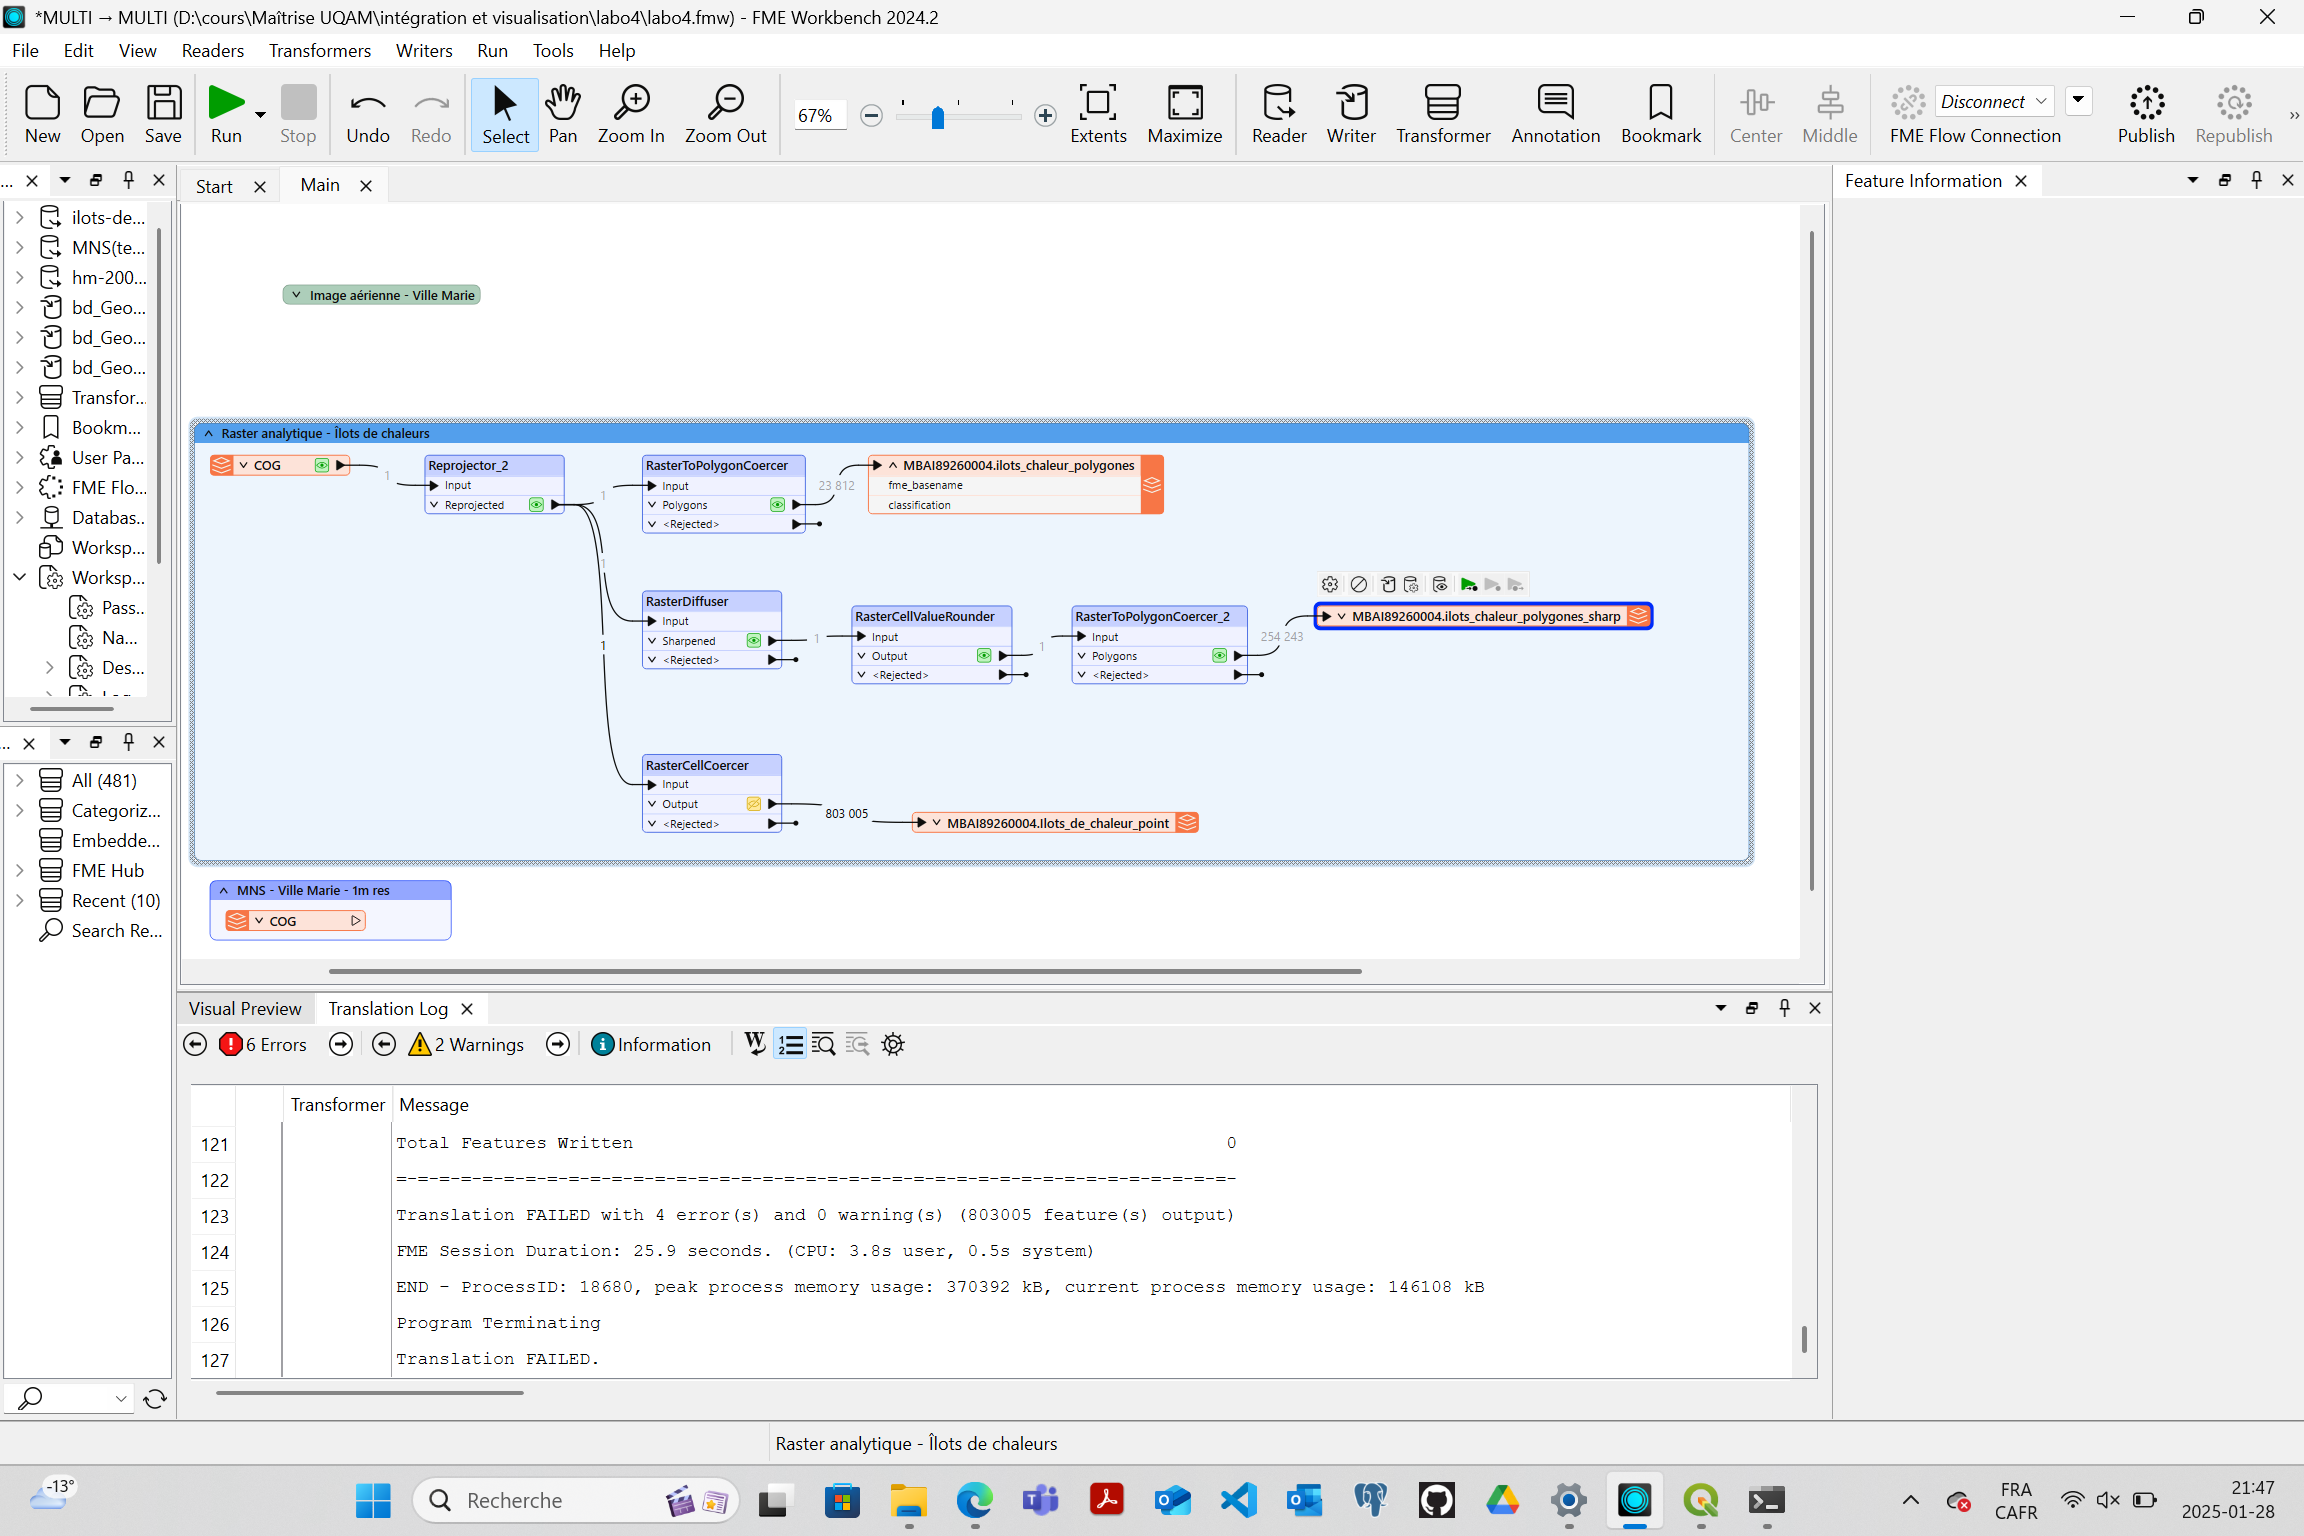 *MULTI → MULTI (D:\cours\Maîtrise UQAM\intégration et visualisation\labo4\labo4.fmw) - FME Workbench 2024.2
File Edit View Readers Transformers Writers Run Tools Help
New Open Save Run Stop Undo Redo Select Pan Zoom In Zoom Out 67% Extents Maximize Reader Writer Transformer Annotation Bookmark Center Middle Disconnect FME Flow Connection Publish Republish »
...
Start Main Feature Information
ilots-de...
MNS(te...
hm-200...
bd_Geo...
bd_Geo...
bd_Geo...
Transfor...
Bookm...
User Pa...
FME Flo...
Databas...
Worksp...
Worksp...
Pass...
Na...
Des...
...
All (481)
Categoriz...
Embedde...
FME Hub
Recent (10)
Search Re...
Image aérienne - Ville Marie
Raster analytique - Îlots de chaleurs
COG
1
Reprojector_2
Input
Reprojected
1
1
1
RasterToPolygonCoercer
Input
Polygons
<Rejected>
23 812
MBAI89260004.ilots_chaleur_polygones
fme_basename
classification
RasterDiffuser
Input
Sharpened
<Rejected>
1
RasterCellValueRounder
Input
Output
<Rejected>
1
RasterToPolygonCoercer_2
Input
Polygons
<Rejected>
254 243
MBAI89260004.ilots_chaleur_polygones_sharp
RasterCellCoercer
Input
Output
<Rejected>
803 005
MBAI89260004.Ilots_de_chaleur_point
MNS - Ville Marie - 1m res
COG
Visual Preview Translation Log
6 Errors 2 Warnings Information
Transformer Message
121 Total Features Written 0
122 =-=-=-=-=-=-=-=-=-=-=-=-=-=-=-=-=-=-=-=-=-=-=-=-=-=-=-=-=-=-=-=-=-=-=-=-=-=-=-
123 Translation FAILED with 4 error(s) and 0 warning(s) (803005 feature(s) output)
124 FME Session Duration: 25.9 seconds. (CPU: 3.8s user, 0.5s system)
125 END - ProcessID: 18680, peak process memory usage: 370392 kB, current process memory usage: 146108 kB
126 Program Terminating
127 Translation FAILED.
Raster analytique - Îlots de chaleurs
-13°
Recherche
FRA
CAFR
21:47
2025-01-28